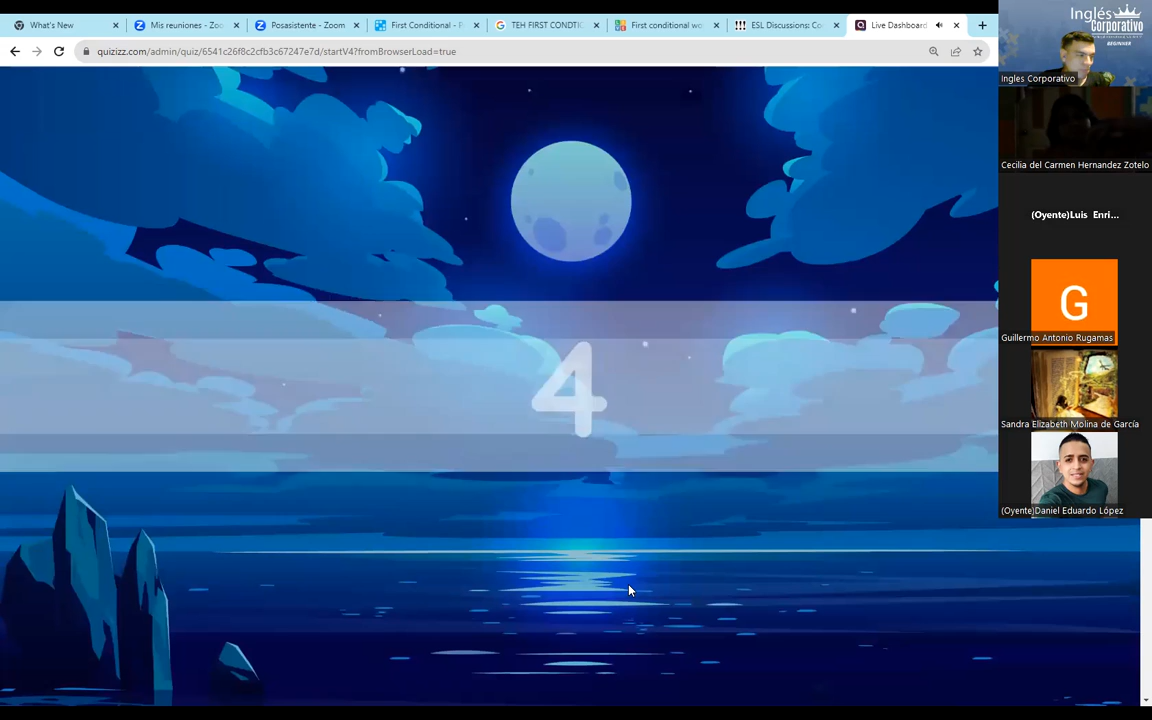 What's New
Mis reuniones - Zoo
Posasistente - Zoom
First Conditional - R
TEH FIRST CONDTIC
First conditional wo
ESL Discussions: Co
Live Dashboard
quizizz.com/admin/quiz/6541c26f8c2cfb3c67247e7d/startV4?fromBrowserLoad=true
4
Inglés
Corporativo
BEGINNER
Ingles Corporativo
Cecilia del Carmen Hernandez Zotelo
(Oyente)Luis Enri...
G
Guillermo Antonio Rugamas
Sandra Elizabeth Molina de García
(Oyente)Daniel Eduardo López